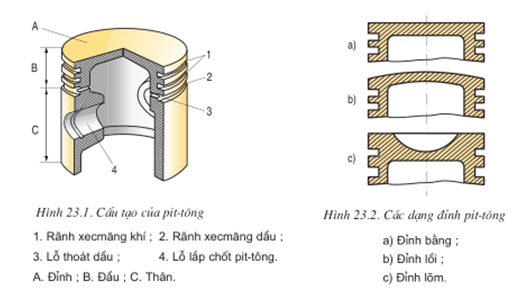 A
B
C
1
2
3
4
Hình 23.1. Cấu tạo của pit-tông
1. Rãnh xecmăng khí ; 2. Rãnh xecmăng dầu ;
3. Lỗ thoát dầu ; 4. Lỗ lắp chốt pit-tông.
A. Đỉnh ; B. Đầu ; C. Thân.
a)
b)
c)
Hình 23.2. Các dạng đỉnh pit-tông
a) Đỉnh bằng ;
b) Đỉnh lồi ;
c) Đỉnh lõm.